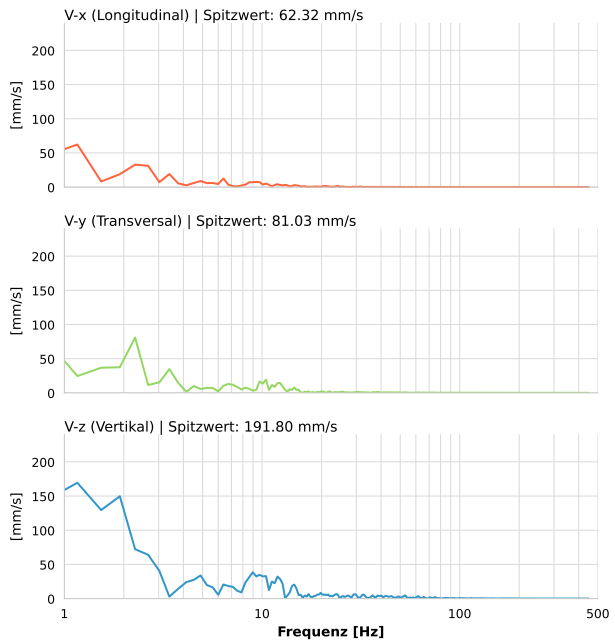 V-x (Longitudinal) | Spitzwert: 62.32 mm/s
200
150
100
50
0
[mm/s]
V-y (Transversal) | Spitzwert: 81.03 mm/s
200
150
100
50
0
[mm/s]
V-z (Vertikal) | Spitzwert: 191.80 mm/s
200
150
100
50
0
[mm/s]
1 10 100 500
Frequenz [Hz]